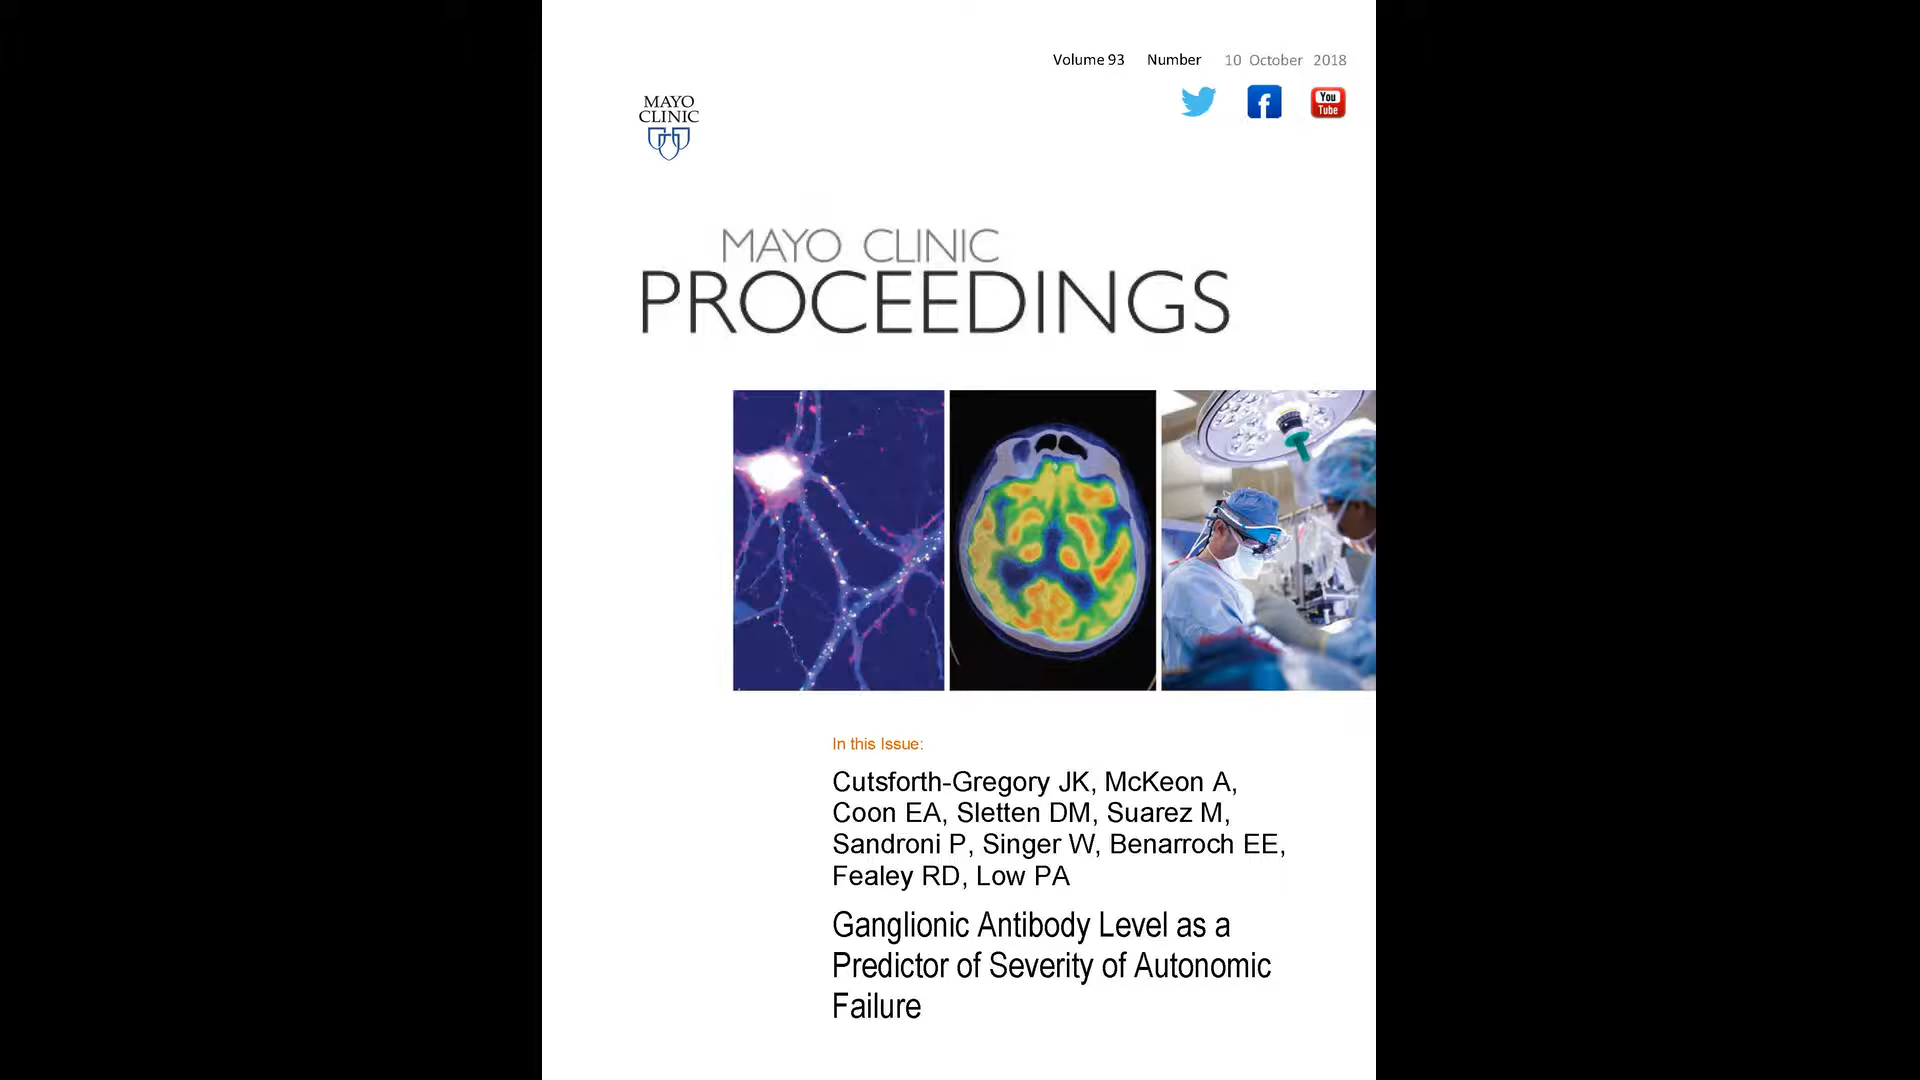 Volume 93 Number 10 October 2018
MAYO
CLINIC
You
Tube
MAYO CLINIC
PROCEEDINGS
In this Issue:
Cutsforth-Gregory JK, McKeon A,
Coon EA, Sletten DM, Suarez M,
Sandroni P, Singer W, Benarroch EE,
Fealey RD, Low PA
Ganglionic Antibody Level as a
Predictor of Severity of Autonomic
Failure